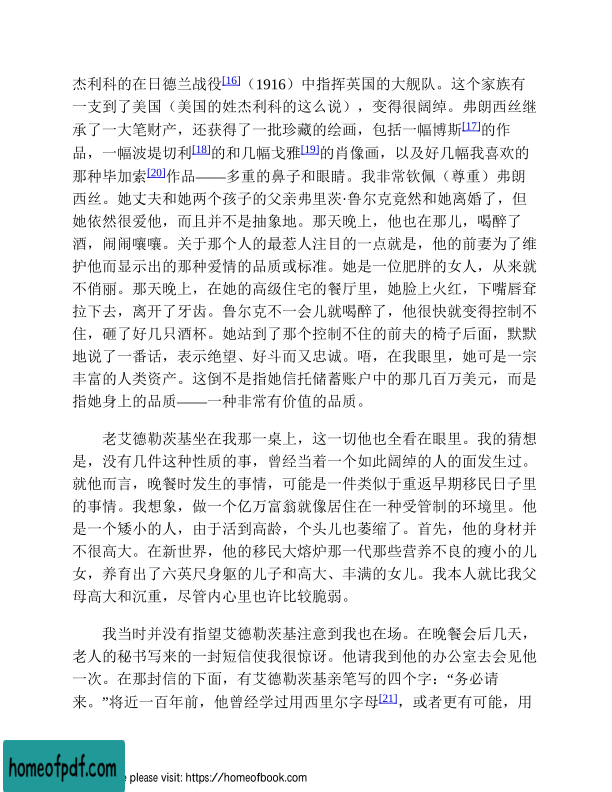 杰利科的在日德兰战役[16]（1916）中指挥英国的大舰队。这个家族有
一支到了美国（美国的姓杰利科的这么说），变得很阔绰。弗朗西丝继
承了一大笔财产，还获得了一批珍藏的绘画，包括一幅博斯[17]的作
品，一幅波堤切利[18]的和几幅戈雅[19]的肖像画，以及好几幅我喜欢的
那种毕加索[20]作品——多重的鼻子和眼睛。我非常钦佩（尊重）弗朗
西丝。她丈夫和她两个孩子的父亲弗里茨·鲁尔克竟然和她离婚了，但
她依然很爱他，而且并不是抽象地。那天晚上，他也在那儿，喝醉了
酒，闹闹嚷嚷。关于那个人的最惹人注目的一点就是，他的前妻为了维
护他而显示出的那种爱情的品质或标准。她是一位肥胖的女人，从来就
不俏丽。那天晚上，在她的高级住宅的餐厅里，她脸上火红，下嘴唇耷
拉下去，离开了牙齿。鲁尔克不一会儿就喝醉了，他很快就变得控制不
住，砸了好几只酒杯。她站到了那个控制不住的前夫的椅子后面，默默
地说了一番话，表示绝望、好斗而又忠诚。唔，在我眼里，她可是一宗
丰富的人类资产。这倒不是指她信托储蓄账户中的那几百万美元，而是
指她身上的品质——一种非常有价值的品质。
老艾德勒茨基坐在我那一桌上，这一切他也全看在眼里。我的猜想
是，没有几件这种性质的事，曾经当着一个如此阔绰的人的面发生过。
就他而言，晚餐时发生的事情，可能是一件类似于重返早期移民日子里
的事情。我想象，做一个亿万富翁就像居住在一种受管制的环境里。他
是一个矮小的人，由于活到高龄，个头儿也萎缩了。首先，他的身材并
不很高大。在新世界，他的移民大熔炉那一代那些营养不良的瘦小的儿
女，养育出了六英尺身躯的儿子和高大、丰满的女儿。我本人就比我父
母高大和沉重，尽管内心里也许比较脆弱。
我当时并没有指望艾德勒茨基注意到我也在场。在晚餐会后几天，
老人的秘书写来的一封短信使我很惊讶。他请我到他的办公室去会见他
一次。在那封信的下面，有艾德勒茨基亲笔写的四个字：“务必请
来。”将近一百年前，他曾经学过用西里尔字母[21]，或者更有可能，用
homeofpdf.com
e please visit: https://homeofbook.com